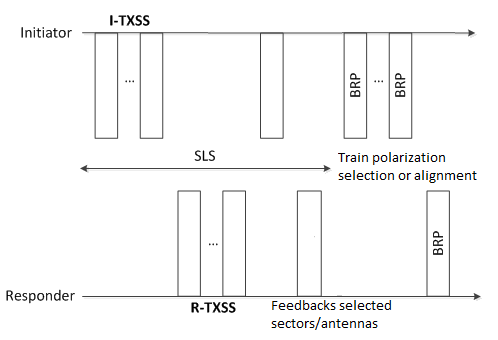 I-TXSS
Initiator
...
BRP
...
BRP
SLS
Train polarization
selection or alignment
...
BRP
Responder
R-TXSS
Feedbacks selected
sectors/antennas